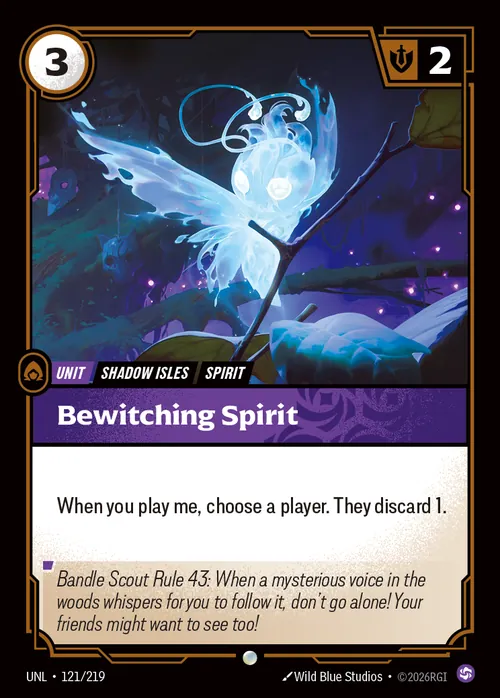 3
2
UNIT
SHADOW ISLES
SPIRIT
Bewitching Spirit
When you play me, choose a player. They discard 1.
Bandle Scout Rule 43: When a mysterious voice in the
woods whispers for you to follow it, don't go alone! Your
friends might want to see too!
UNL • 121/219
Wild Blue Studios • ©2026RGI